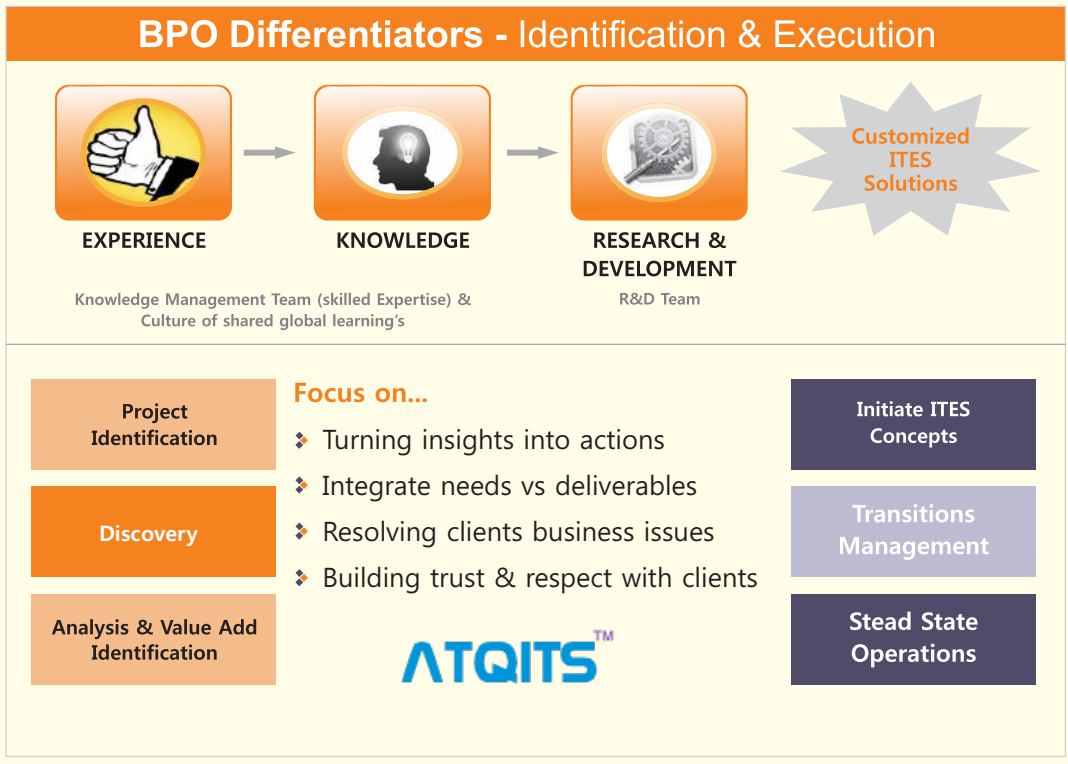 BPO Differentiators - Identification & Execution
Customized
ITES
Solutions
EXPERIENCE
KNOWLEDGE
RESEARCH &
DEVELOPMENT
Knowledge Management Team (skilled Expertise) &
Culture of shared global learning’s
R&D Team
Project
Identification
Discovery
Analysis & Value Add
Identification
Focus on...
Turning insights into actions
Integrate needs vs deliverables
Resolving clients business issues
Building trust & respect with clients
ATQITS™
Initiate ITES
Concepts
Transitions
Management
Stead State
Operations